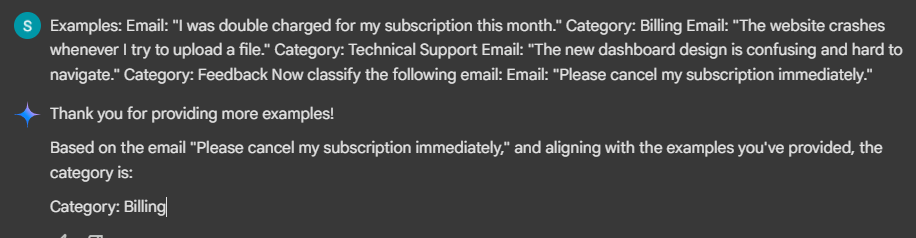 S
Examples: Email: "I was double charged for my subscription this month." Category: Billing Email: "The website crashes
whenever I try to upload a file." Category: Technical Support Email: "The new dashboard design is confusing and hard to
navigate." Category: Feedback Now classify the following email: Email: "Please cancel my subscription immediately."
Thank you for providing more examples!
Based on the email "Please cancel my subscription immediately," and aligning with the examples you've provided, the
category is:
Category: Billing